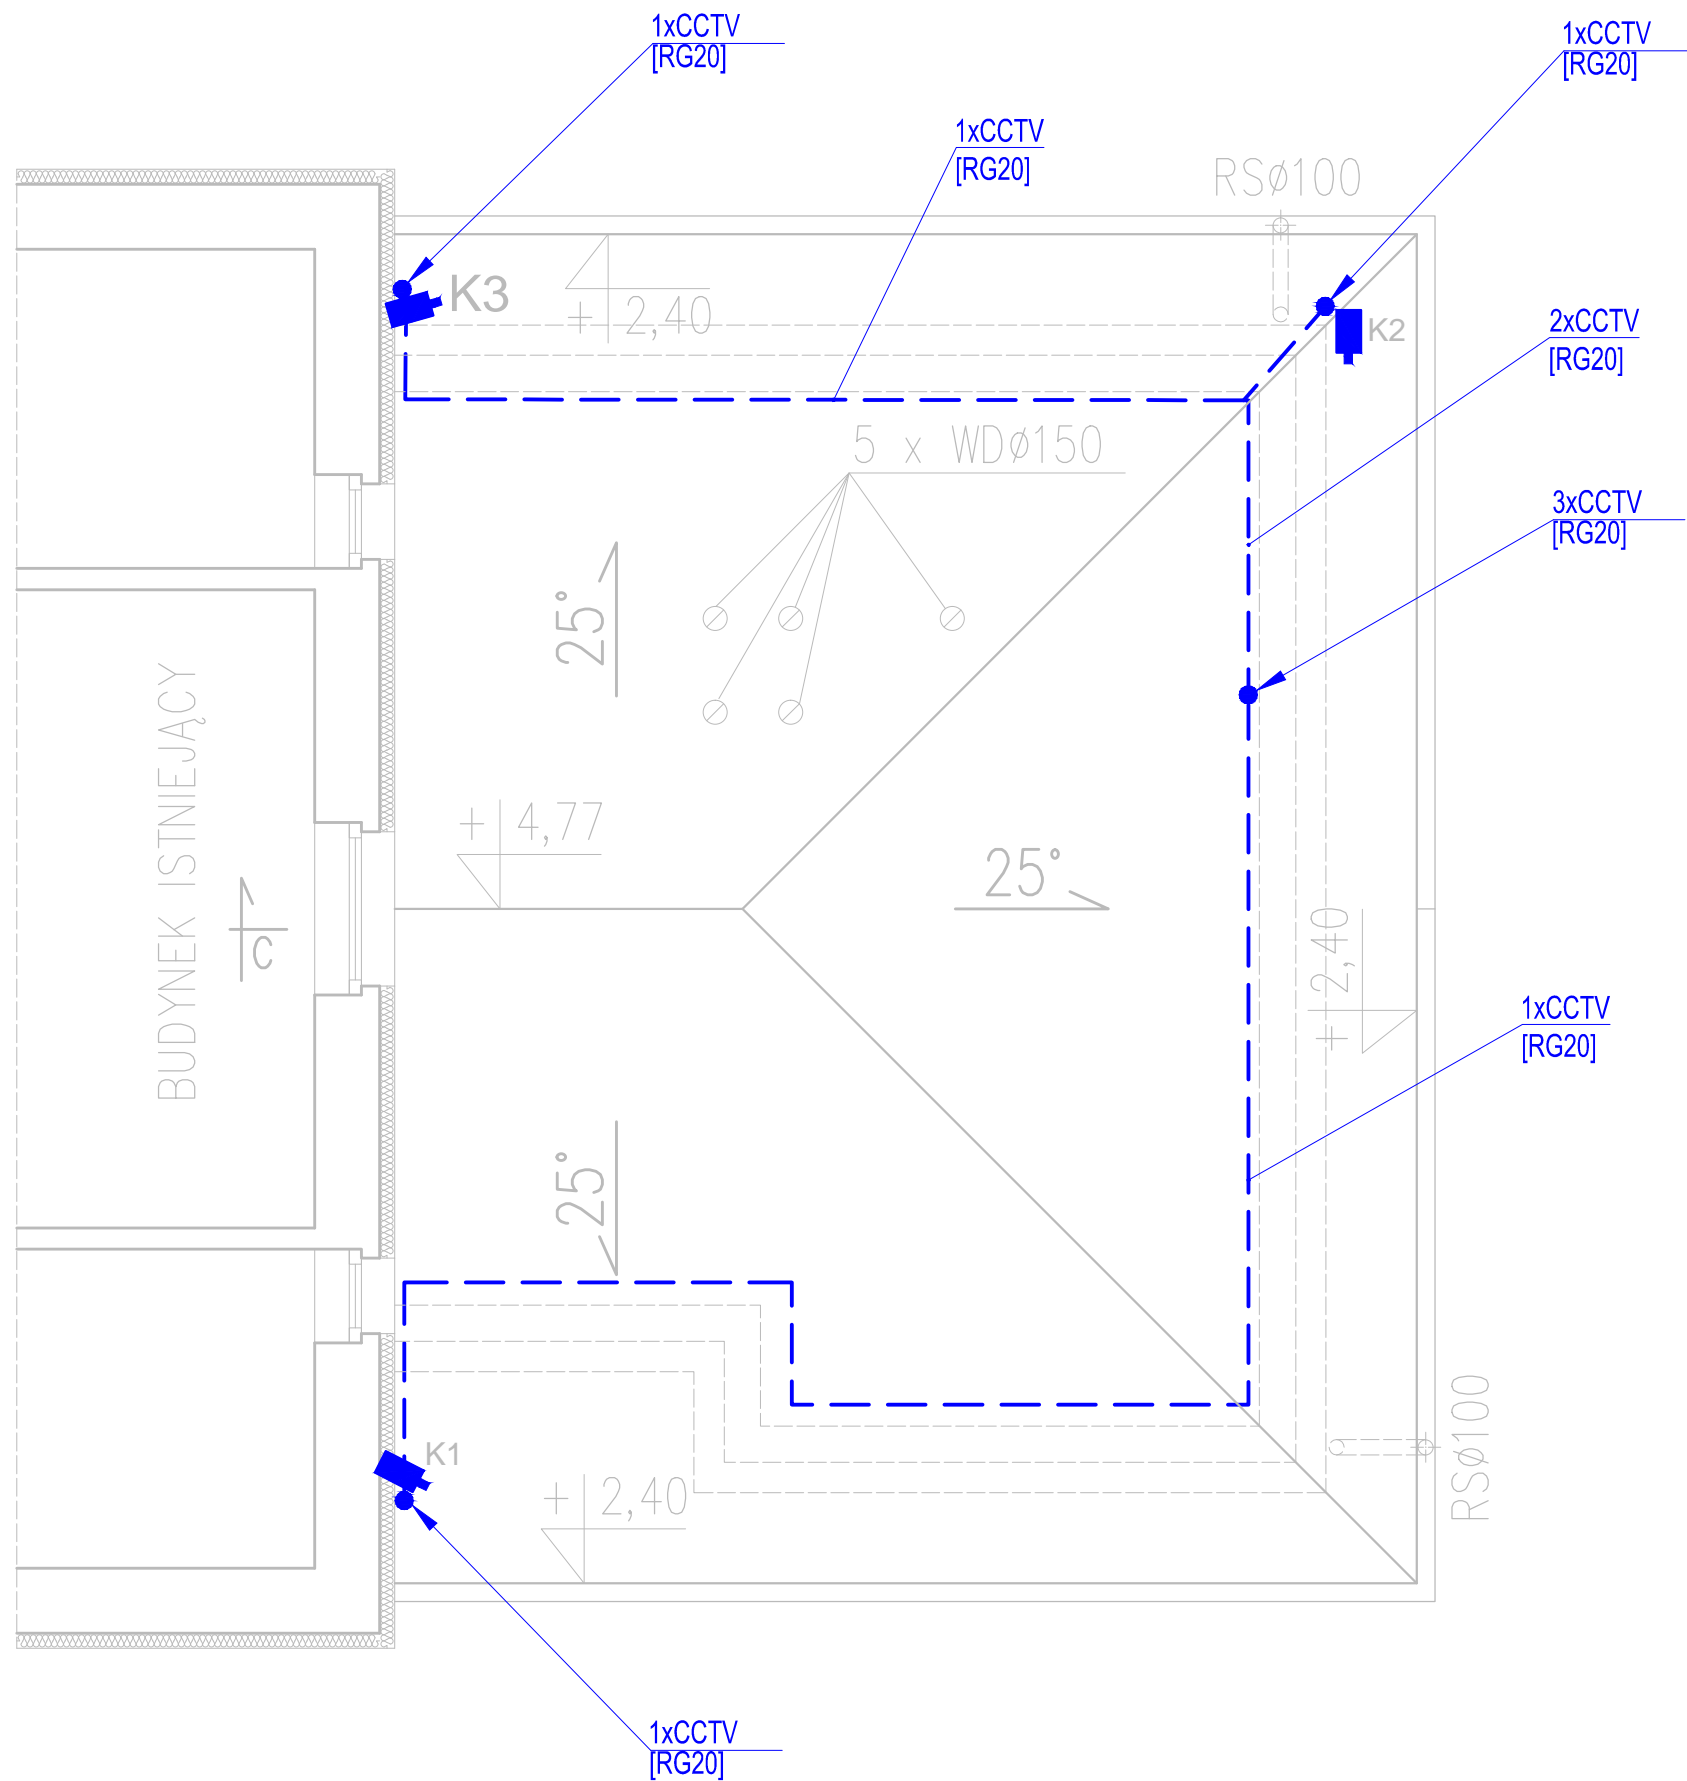 1xCCTV
[RG20]
1xCCTV
[RG20]
1xCCTV
[RG20]
RSø100
K3
+ 2,40
2xCCTV
[RG20]
K2
5 x WDø150
3xCCTV
[RG20]
25°
BUDYNEK ISTNIEJĄCY
+ 4,77
25°
C
+ 2,40
1xCCTV
[RG20]
25°
RSø100
K1
+ 2,40
1xCCTV
[RG20]